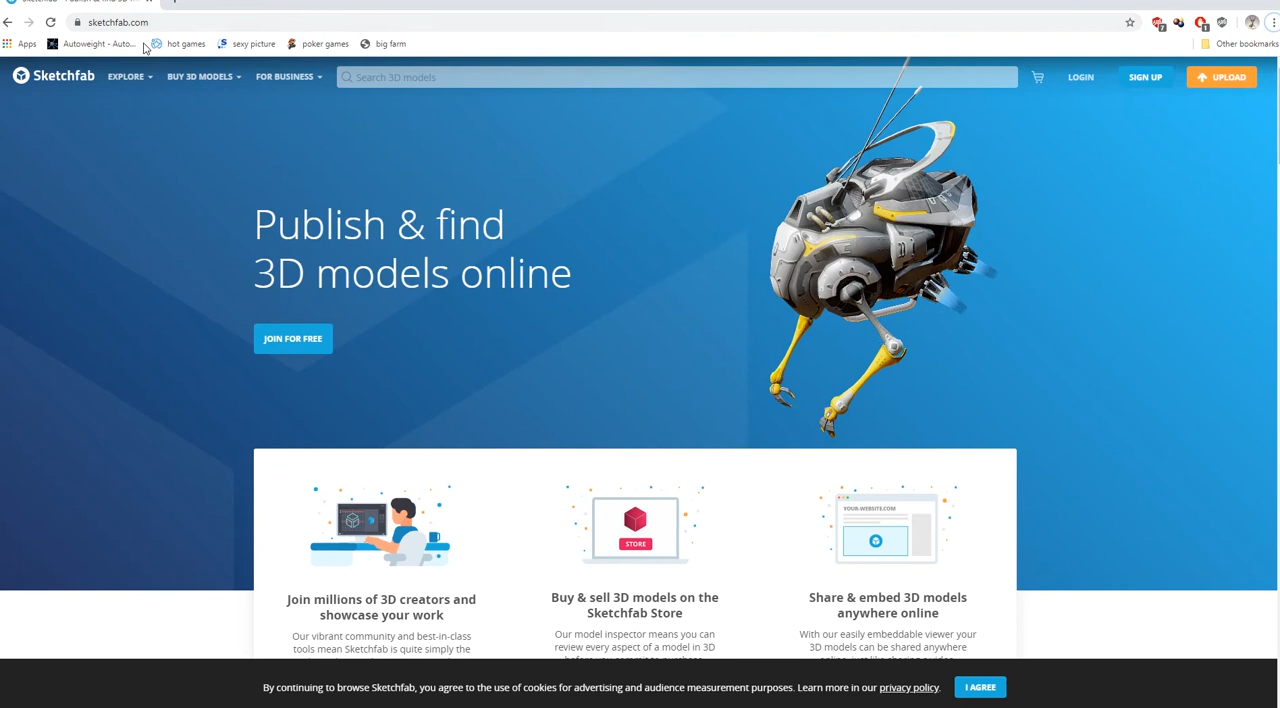 sketchfab.com
Apps Autoweight - Auto... hot games sexy picture poker games big farm Other bookmarks
Sketchfab EXPLORE BUY 3D MODELS FOR BUSINESS Search 3D models LOGIN SIGN UP UPLOAD
Publish & find
3D models online
JOIN FOR FREE
STORE
YOUR-WEBSITE.COM
Join millions of 3D creators and
showcase your work
Our vibrant community and best-in-class
tools mean Sketchfab is quite simply the
Buy & sell 3D models on the
Sketchfab Store
Our model inspector means you can
review every aspect of a model in 3D
Share & embed 3D models
anywhere online
With our easily embeddable viewer your
3D models can be shared anywhere
By continuing to browse Sketchfab, you agree to the use of cookies for advertising and audience measurement purposes. Learn more in our privacy policy. I AGREE